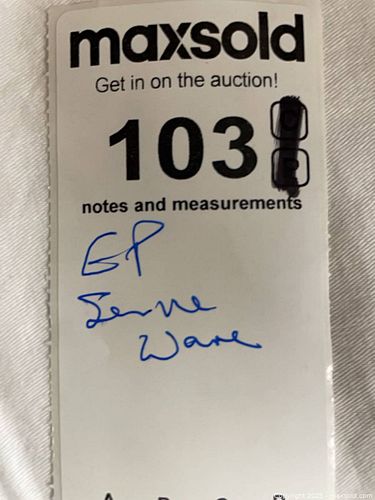 maxsold
Get in on the auction!
103
notes and measurements
EP
Serve
Ware